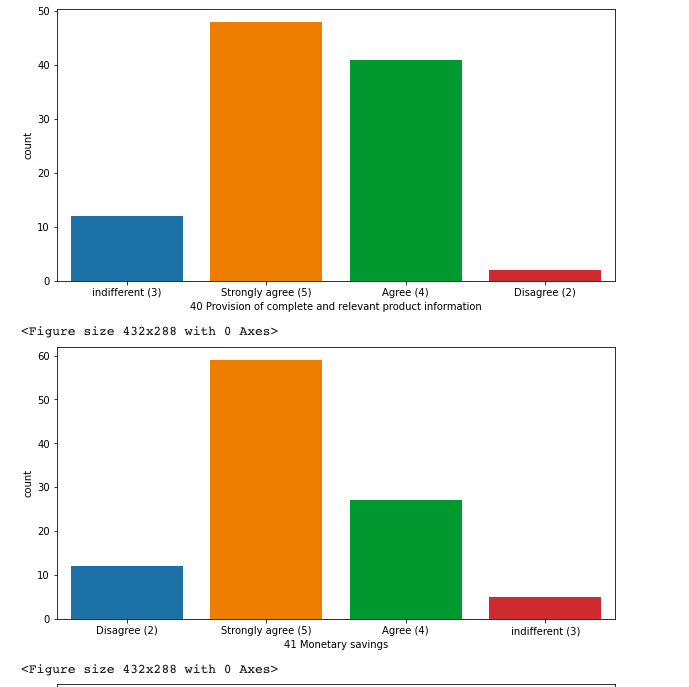 50
40
30
20
10
0
count
indifferent (3) Strongly agree (5) Agree (4) Disagree (2)
40 Provision of complete and relevant product information
<Figure size 432x288 with 0 Axes>
60
50
40
30
20
10
0
count
Disagree (2) Strongly agree (5) Agree (4) indifferent (3)
41 Monetary savings
<Figure size 432x288 with 0 Axes>